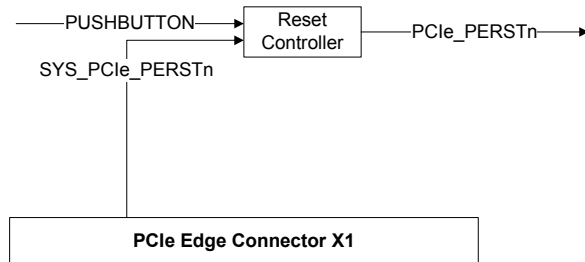 PUSHBUTTON
Reset
Controller
PCIe_PERSTn
SYS_PCIe_PERSTn
PCIe Edge Connector X1